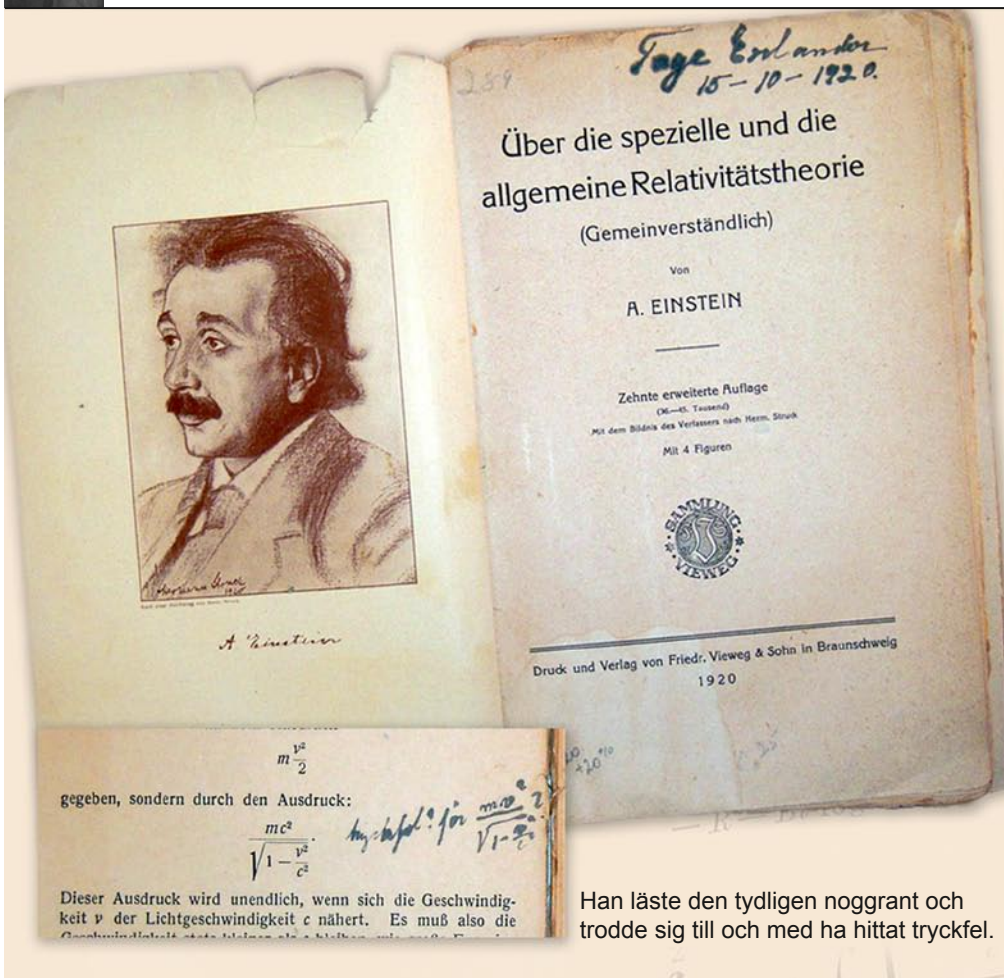 289
Tage Erlander
15-10-1920.
Über die spezielle und die
allgemeine Relativitätstheorie
(Gemeinverständlich)
Von
A. EINSTEIN
Zehnte erweiterte Auflage
(36.—45. Tausend)
Mit dem Bildnis des Verfassers nach Herm. Struck
Mit 4 Figuren
SAMMLUNG
VIEWEG
Druck und Verlag von Friedr. Vieweg & Sohn in Braunschweig
1920
Hermann Struck
1920
A Einstein
m v²/2
gegeben, sondern durch den Ausdruck:
mc²/√(1 − v²/c²).
tryckfel? för mv²/√(1-v²/c²)?
Dieser Ausdruck wird unendlich, wenn sich die Geschwindig-
keit v der Lichtgeschwindigkeit c nähert. Es muß also die
Han läste den tydligen noggrant och
trodde sig till och med ha hittat tryckfel.